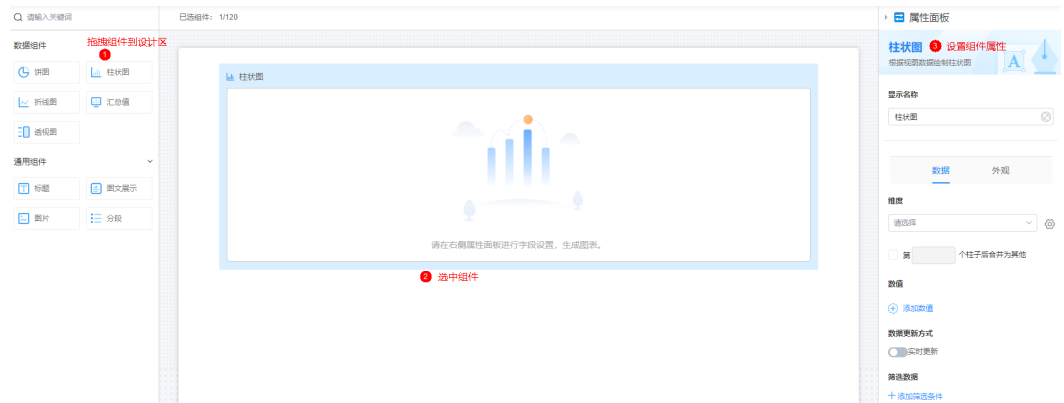 请输入关键词
已选组件: 1/120
属性面板
数据组件
拖拽组件到设计区
1
饼图
柱状图
折线图
汇总值
透视图
通用组件
标题
图文展示
图片
分段
柱状图
请在右侧属性面板进行字段设置，生成图表。
2 选中组件
柱状图
3 设置组件属性
根据视图数据绘制柱状图
A
显示名称
柱状图
数据
外观
维度
请选择
第 个柱子后合并为其他
数值
添加数值
数据更新方式
实时更新
筛选数据
+ 添加筛选条件